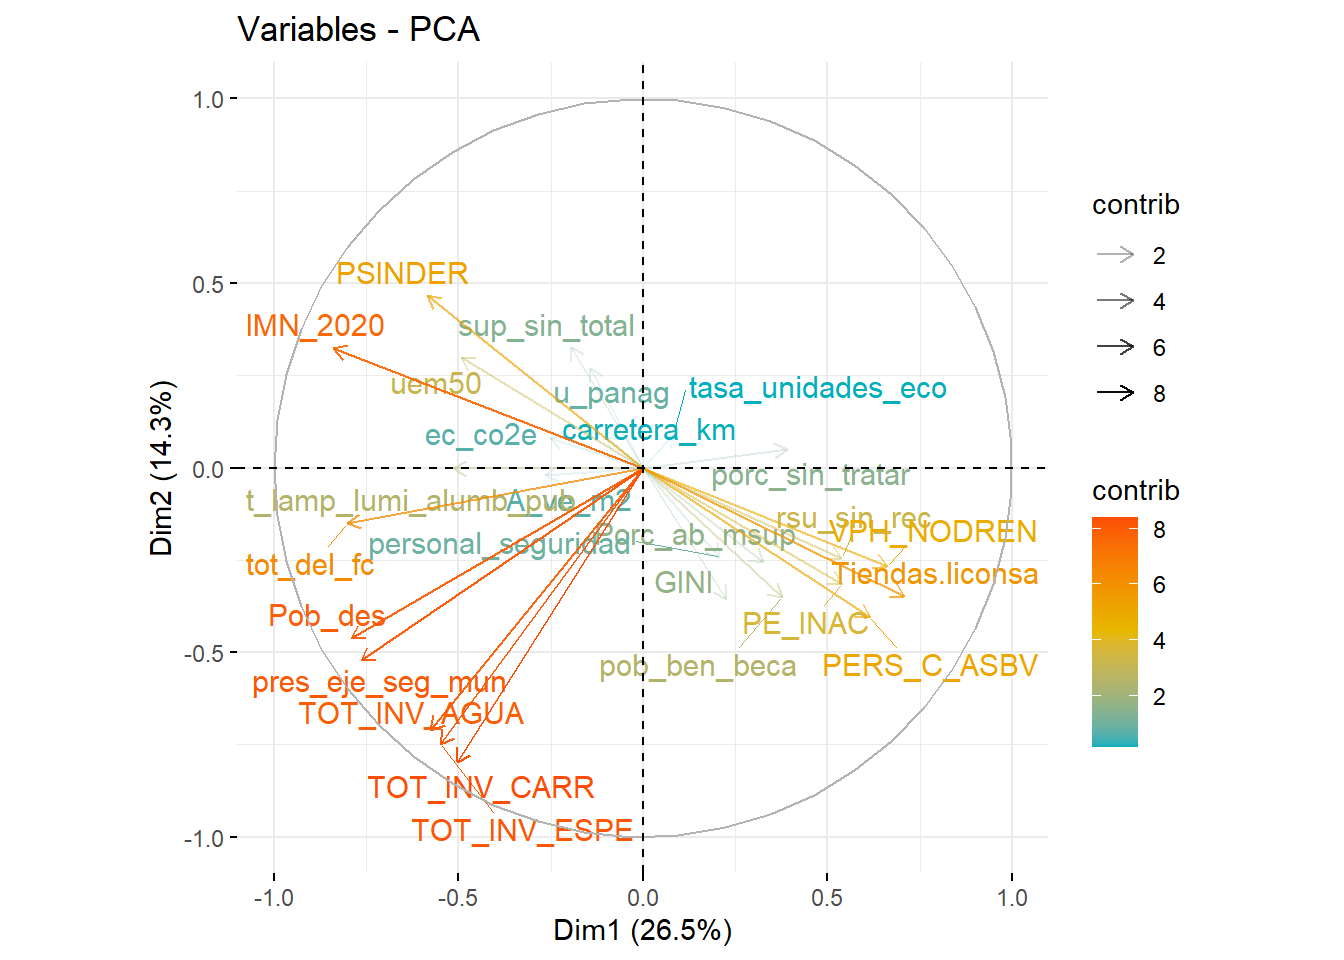 Variables - PCA
1.0
0.5
0.0
-0.5
-1.0
Dim2 (14.3%)
PSINDER
IMN_2020
sup_sin_total
uem50
u_panag
tasa_unidades_eco
ec_co2e
carretera_km
porc_sin_tratar
t_lamp_lumi_alumb_pub
A_ve_m2
rsu_sin_rec
VPH_NODREN
personal_seguridad
Porc_ab_msup
tot_del_fc
GINI
Tiendas.liconsa
Pob_des
PE_INAC
pob_ben_beca
PERS_C_ASBV
pres_eje_seg_mun
TOT_INV_AGUA
TOT_INV_CARR
TOT_INV_ESPE
-1.0
-0.5
0.0
0.5
1.0
Dim1 (26.5%)
contrib
2
4
6
8
contrib
8
6
4
2